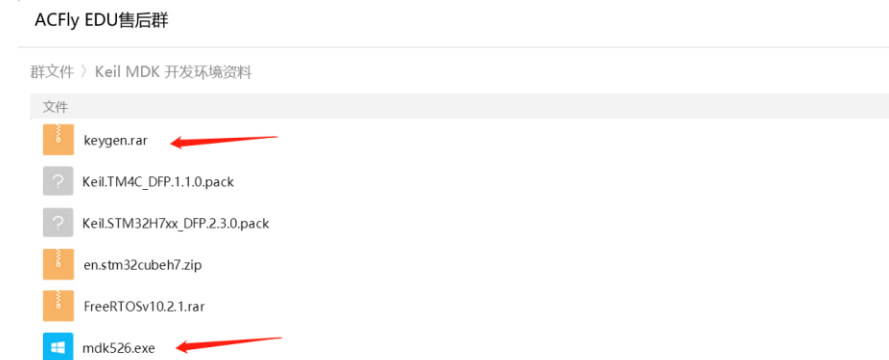 ACFly EDU售后群
群文件 〉Keil MDK 开发环境资料
文件
keygen.rar
Keil.TM4C_DFP.1.1.0.pack
Keil.STM32H7xx_DFP.2.3.0.pack
en.stm32cubeh7.zip
FreeRTOSv10.2.1.rar
mdk526.exe